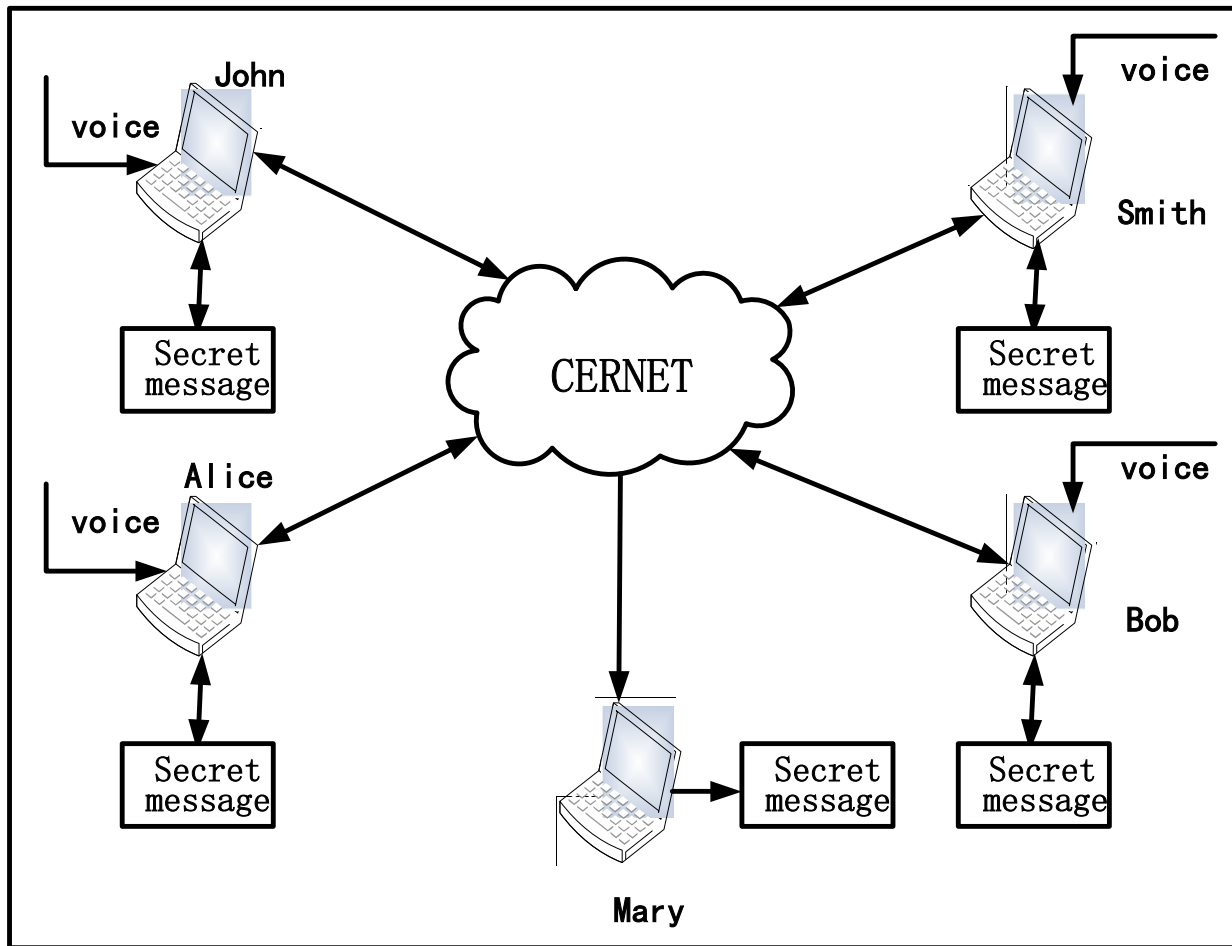 John
voice
voice
Smith
Secret
message
CERNET
Secret
message
Alice
voice
voice
Bob
Secret
message
Secret
message
Secret
message
Mary